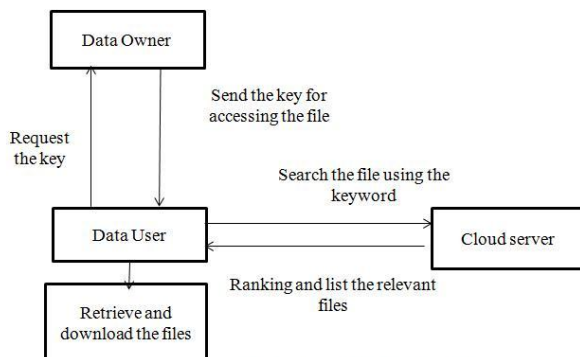 Data Owner
Send the key for
accessing the file
Request
the key
Search the file using the
keyword
Data User
Cloud server
Ranking and list the relevant
files
Retrieve and
download the files